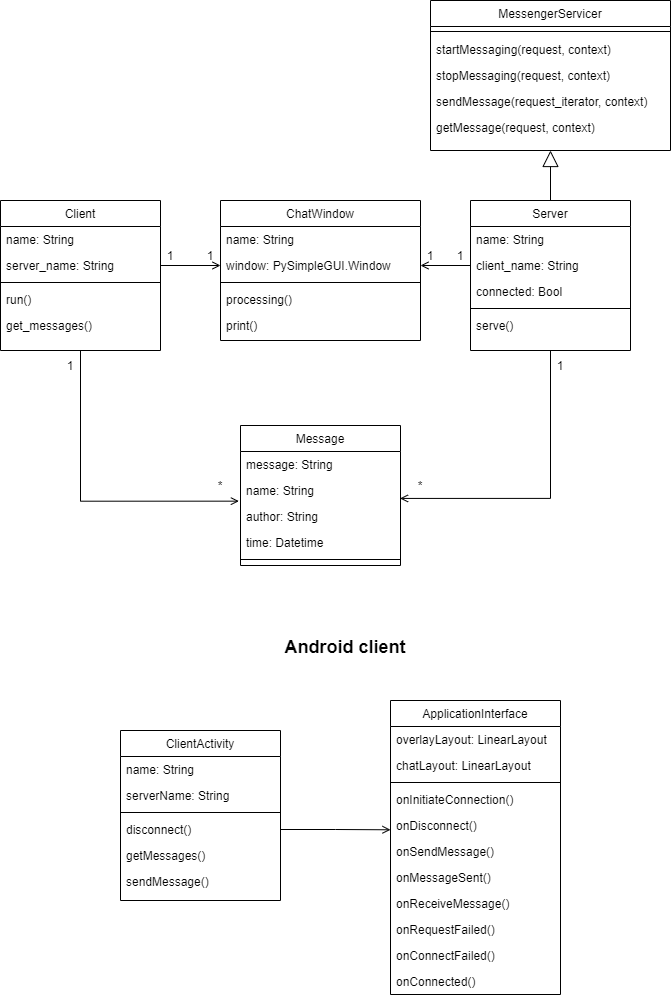 MessengerServicer
startMessaging(request, context)
stopMessaging(request, context)
sendMessage(request_iterator, context)
getMessage(request, context)
Client
name: String
server_name: String
run()
get_messages()
1
1
ChatWindow
name: String
window: PySimpleGUI.Window
processing()
print()
1
1
Server
name: String
client_name: String
connected: Bool
serve()
1
1
*
*
Message
message: String
name: String
author: String
time: Datetime
Android client
ClientActivity
name: String
serverName: String
disconnect()
getMessages()
sendMessage()
ApplicationInterface
overlayLayout: LinearLayout
chatLayout: LinearLayout
onInitiateConnection()
onDisconnect()
onSendMessage()
onMessageSent()
onReceiveMessage()
onRequestFailed()
onConnectFailed()
onConnected()